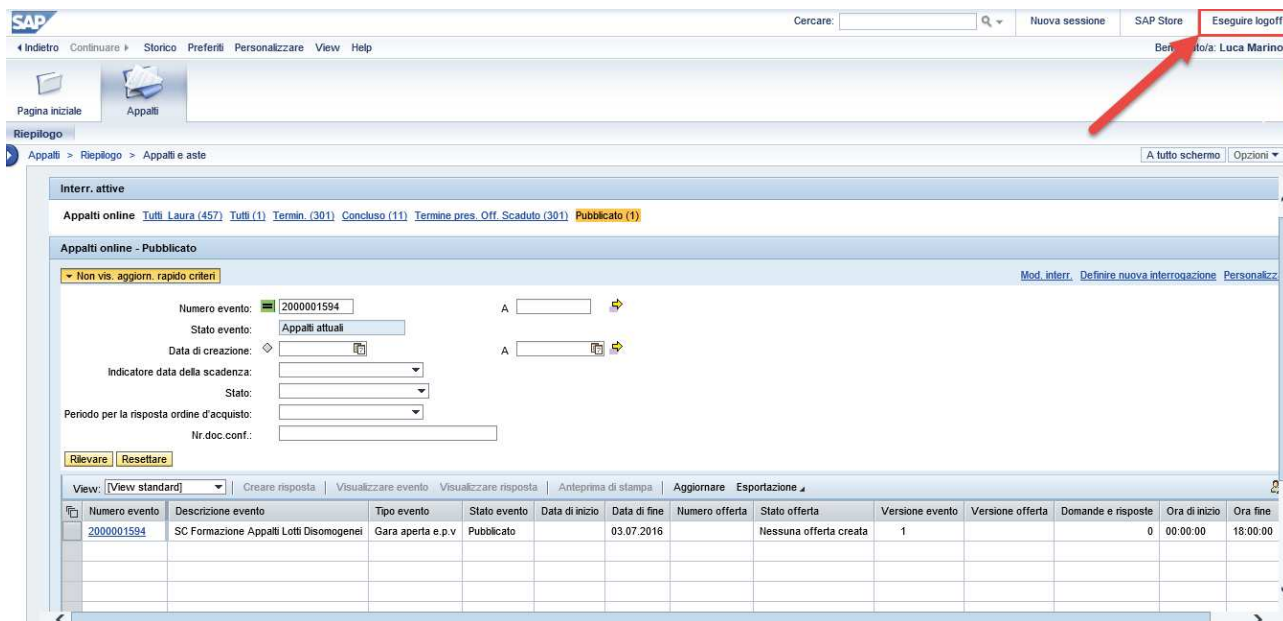 SAP Cercare: Nuova sessione SAP Store Eseguire logoff
Indietro Continuare Storico Preferiti Personalizzare View Help Luca Marino
Pagina iniziale Appalti
Riepilogo
Appalti > Riepilogo > Appalti e aste A tutto schermo Opzioni
Interr. attive
Appalti online Tutti_Laura (457) Tutti (1) Termin. (301) Concluso (11) Termine pres. Off. Scaduto (301) Pubblicato (1)
Appalti online - Pubblicato
Non vis. aggiorn. rapido criteri Mod. interr. Definire nuova interrogazione Personalizz
Numero evento: 2000001594 A
Stato evento: Appalti attuali
Data di creazione: A
Indicatore data della scadenza:
Stato:
Periodo per la risposta ordine d'acquisto:
Nr.doc.conf.:
Rilevare Resettare
View: [View standard] Creare risposta Visualizzare evento Visualizzare risposta Anteprima di stampa Aggiornare Esportazione
Numero evento Descrizione evento Tipo evento Stato evento Data di inizio Data di fine Numero offerta Stato offerta Versione evento Versione offerta Domande e risposte Ora di inizio Ora fine
2000001594 SC Formazione Appalti Lotti Disomogenei Gara aperta e.p.v Pubblicato 03.07.2016 Nessuna offerta creata 1 0 00:00:00 18:00:00